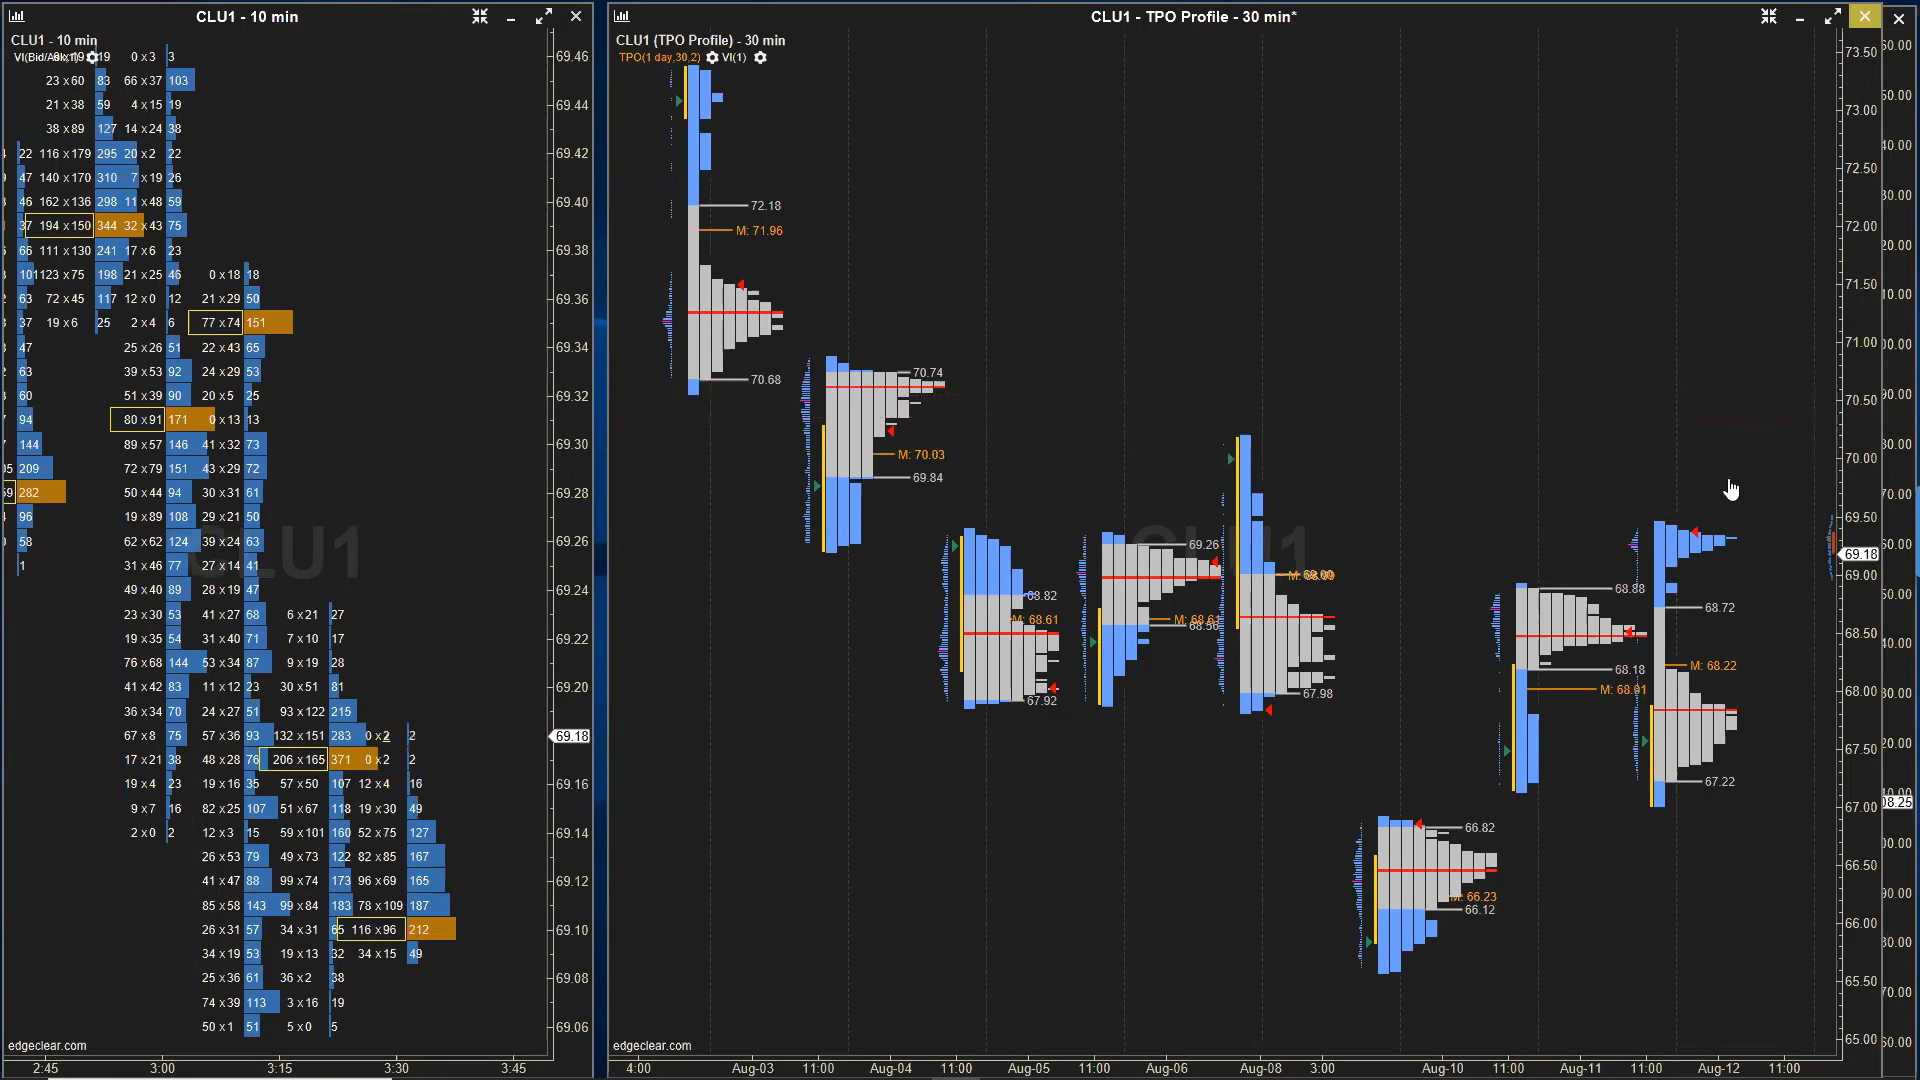 CLU1 - 10 min
CLU1 - 10 min
VI(Bid/Ask,1)
0 x 19 19 0 x 3 3 69.46
23 x 60 83 66 x 37 103
21 x 38 59 4 x 15 19 69.44
38 x 89 127 14 x 24 38
22 116 x 179 295 20 x 2 22 69.42
47 140 x 170 310 7 x 19 26
46 162 x 136 298 11 x 48 59 69.40
37 194 x 150 344 32 x 43 75
66 111 x 130 241 17 x 6 23 69.38
101 123 x 75 198 21 x 25 46 0 x 18 18
63 72 x 45 117 12 x 0 12 21 x 29 50 69.36
37 19 x 6 25 2 x 4 6 77 x 74 151
47 25 x 26 51 22 x 43 65 69.34
63 39 x 53 92 24 x 29 53
60 51 x 39 90 20 x 5 25 69.32
94 80 x 91 171 0 x 13 13
144 89 x 57 146 41 x 32 73 69.30
209 72 x 79 151 43 x 29 72
282 50 x 44 94 30 x 31 61 69.28
96 19 x 89 108 29 x 21 50
58 62 x 62 124 39 x 24 63 69.26
1 31 x 46 77 27 x 14 41
49 x 40 89 28 x 19 47 69.24
23 x 30 53 41 x 27 68 6 x 21 27
19 x 35 54 31 x 40 71 7 x 10 17 69.22
76 x 68 144 53 x 34 87 9 x 19 28
41 x 42 83 11 x 12 23 30 x 51 81 69.20
36 x 34 70 24 x 27 51 93 x 122 215
67 x 8 75 57 x 36 93 132 x 151 283 0 x 2 2 69.18
17 x 21 38 48 x 28 76 206 x 165 371 0 x 2 2
19 x 4 23 19 x 16 35 57 x 50 107 12 x 4 16 69.16
9 x 7 16 82 x 25 107 51 x 67 118 19 x 30 49
2 x 0 2 12 x 3 15 59 x 101 160 52 x 75 127 69.14
26 x 53 79 49 x 73 122 82 x 85 167
41 x 47 88 99 x 74 173 96 x 69 165 69.12
85 x 58 143 99 x 84 183 78 x 109 187
26 x 31 57 34 x 31 65 116 x 96 212 69.10
34 x 19 53 19 x 13 32 34 x 15 49
25 x 36 61 36 x 2 38 69.08
74 x 39 113 3 x 16 19
50 x 1 51 5 x 0 5 69.06
CLU1
edgeclear.com
2:45 3:00 3:15 3:30 3:45
CLU1 - TPO Profile - 30 min*
CLU1 (TPO Profile) - 30 min
TPO(1 day,30,2) VI(1)
73.50
73.00
72.50
72.18
M: 71.96
72.00
71.50
71.00
70.68
70.74
70.50
M: 70.03
70.00
69.84
69.50
69.26
69.18
CLU1
69.00
68.82
M: 68.61
M: 68.61
68.56
68.88
68.72
68.50
68.18
M: 68.22
M: 68.01
68.00
67.92
67.98
67.50
67.22
67.00
66.82
66.50
M: 66.23
66.12
66.00
65.50
65.00
edgeclear.com
4:00 Aug-03 11:00 Aug-04 11:00 Aug-05 11:00 Aug-06 11:00 Aug-08 3:00 Aug-10 11:00 Aug-11 11:00 Aug-12 11:00